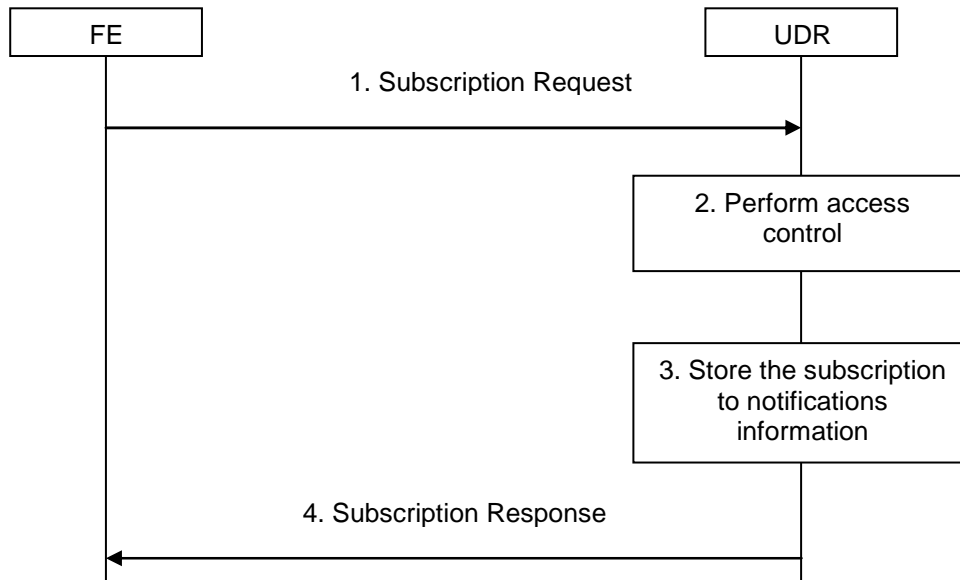 FE
UDR
1. Subscription Request
2. Perform access
control
3. Store the subscription
to notifications
information
4. Subscription Response